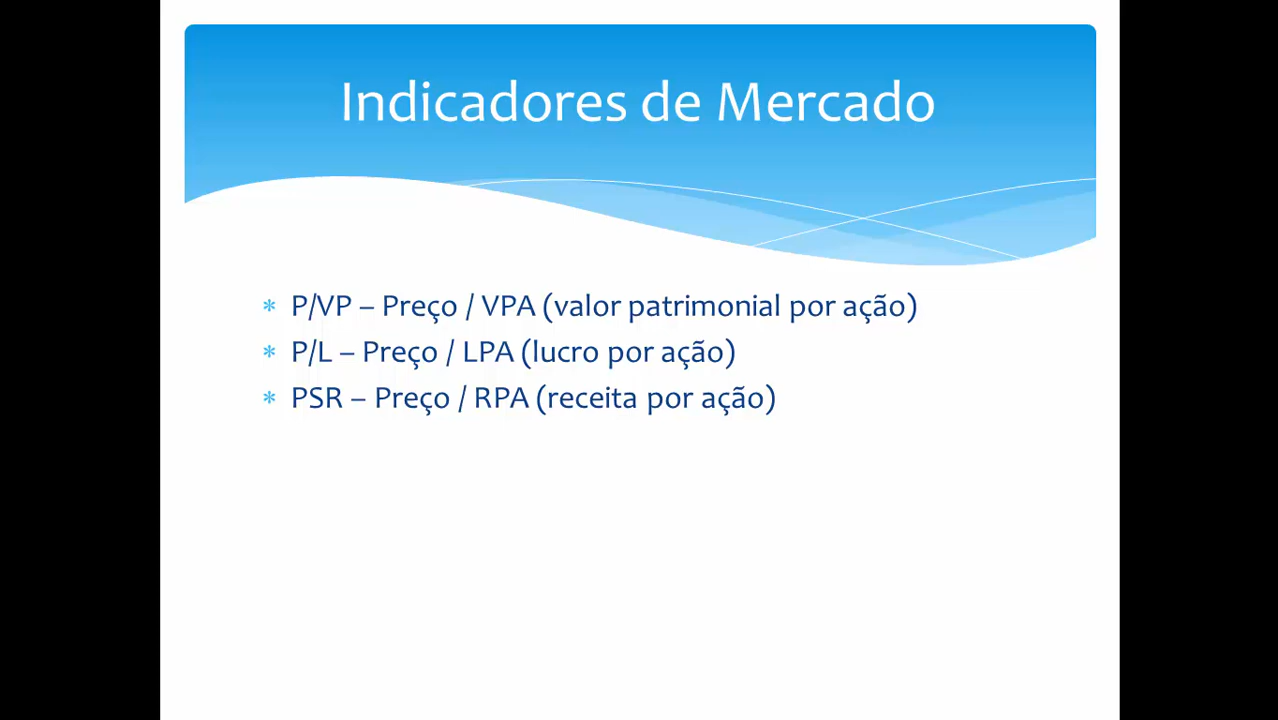 Indicadores de Mercado
* P/VP – Preço / VPA (valor patrimonial por ação)
* P/L – Preço / LPA (lucro por ação)
* PSR – Preço / RPA (receita por ação)